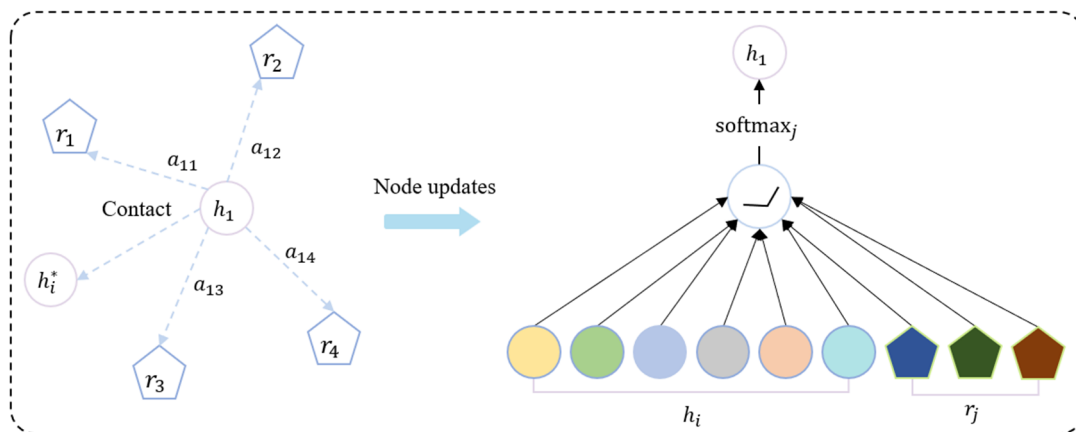 r₂
r₁
a₁₁
a₁₂
Contact
h₁
hᵢ*
a₁₃
a₁₄
r₃
r₄
Node updates
h₁
softmaxⱼ
hᵢ
rⱼ